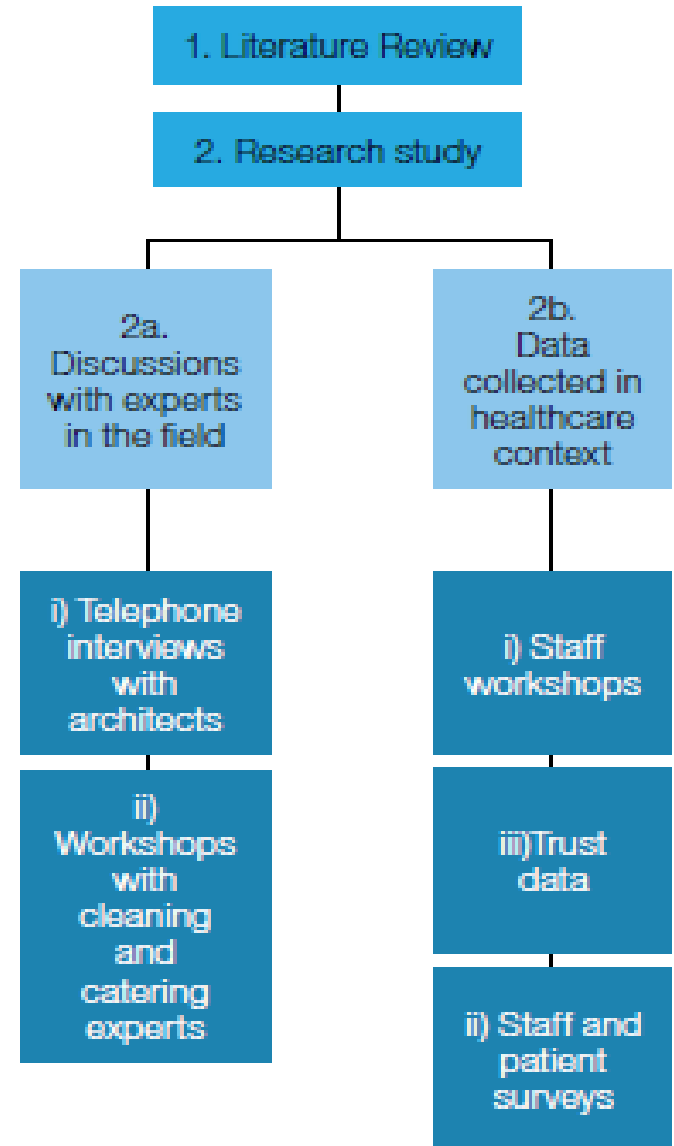 1. Literature Review
2. Research study
2a.
Discussions
with experts
in the field
2b.
Data
collected in
healthcare
context
i) Telephone
interviews
with
architects
ii)
Workshops
with
cleaning
and
catering
experts
i) Staff
workshops
iii)Trust
data
ii) Staff and
patient
surveys